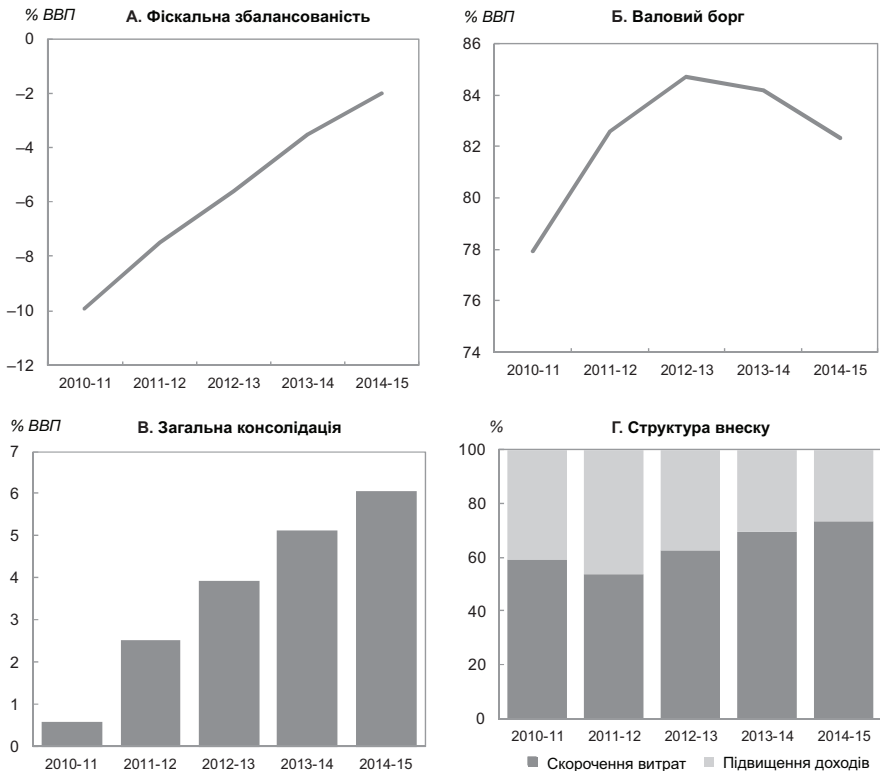 % ВВП
А. Фіскальна збалансованість
0
–2
–4
–6
–8
–10
–12
2010-11 2011-12 2012-13 2013-14 2014-15
% ВВП
Б. Валовий борг
86
84
82
80
78
76
74
2010-11 2011-12 2012-13 2013-14 2014-15
% ВВП
В. Загальна консолідація
7
6
5
4
3
2
1
0
2010-11 2011-12 2012-13 2013-14 2014-15
%
Г. Структура внеску
100
80
60
40
20
0
2010-11 2011-12 2012-13 2013-14 2014-15
Скорочення витрат Підвищення доходів